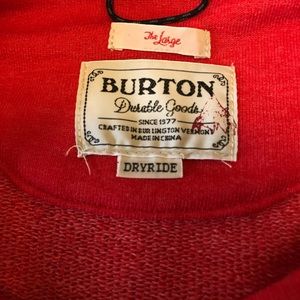 The Large
BURTON
Durable Goods
SINCE 1977
CRAFTED IN BURLINGTON VERMONT
MADE IN CHINA
DRYRIDE